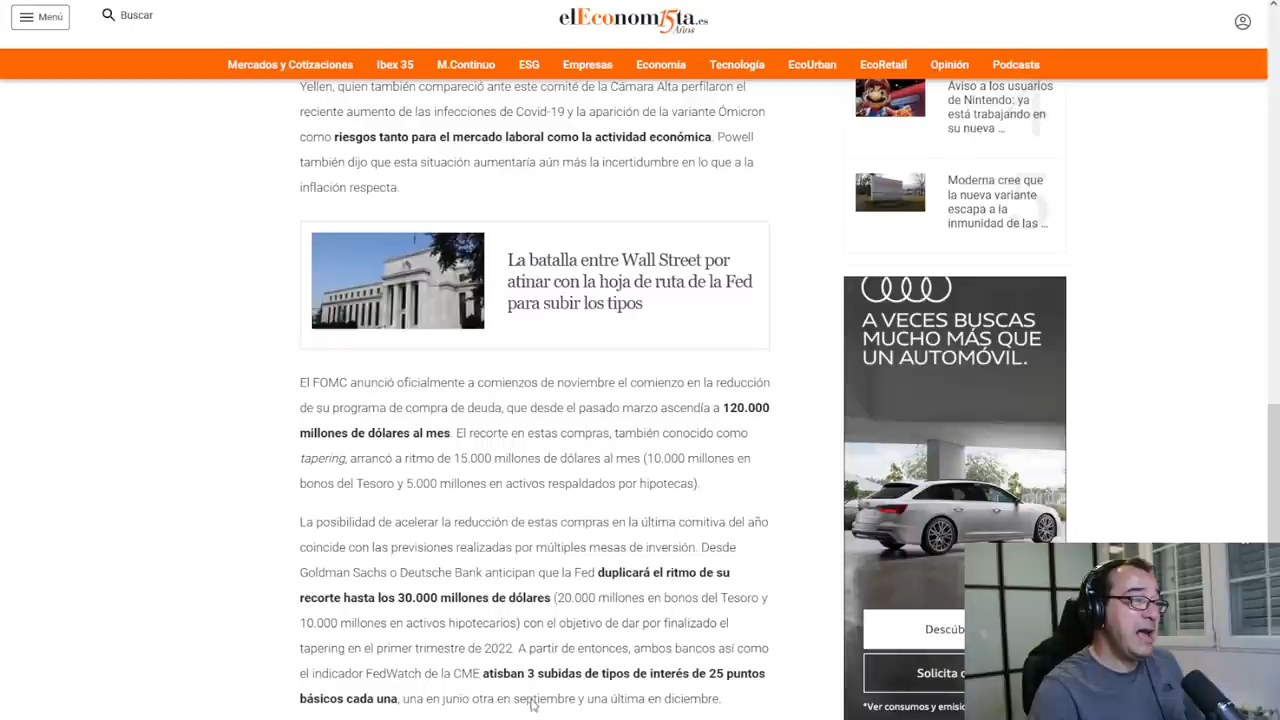 Menú
Buscar
elEconom15ta.es
Años
Mercados y Cotizaciones Ibex 35 M.Continuo ESG Empresas Economía Tecnología EcoUrban EcoRetail Opinión Podcasts
Yellen, quien también compareció ante este comité de la Cámara Alta perfilaron el
reciente aumento de las infecciones de Covid-19 y la aparición de la variante Ómicron
como riesgos tanto para el mercado laboral como la actividad económica. Powell
también dijo que esta situación aumentaría aún más la incertidumbre en lo que a la
inflación respecta.
La batalla entre Wall Street por
atinar con la hoja de ruta de la Fed
para subir los tipos
El FOMC anunció oficialmente a comienzos de noviembre el comienzo en la reducción
de su programa de compra de deuda, que desde el pasado marzo ascendía a 120.000
millones de dólares al mes. El recorte en estas compras, también conocido como
tapering, arrancó a ritmo de 15.000 millones de dólares al mes (10.000 millones en
bonos del Tesoro y 5.000 millones en activos respaldados por hipotecas).
La posibilidad de acelerar la reducción de estas compras en la última comitiva del año
coincide con las previsiones realizadas por múltiples mesas de inversión. Desde
Goldman Sachs o Deutsche Bank anticipan que la Fed duplicará el ritmo de su
recorte hasta los 30.000 millones de dólares (20.000 millones en bonos del Tesoro y
10.000 millones en activos hipotecarios) con el objetivo de dar por finalizado el
tapering en el primer trimestre de 2022. A partir de entonces, ambos bancos así como
el indicador FedWatch de la CME atisban 3 subidas de tipos de interés de 25 puntos
básicos cada una, una en junio otra en septiembre y una última en diciembre.
Aviso a los usuarios
de Nintendo: ya
está trabajando en
su nueva ...
4
Moderna cree que
la nueva variante
escapa a la
inmunidad de las ...
5
A VECES BUSCAS
MUCHO MÁS QUE
UN AUTOMÓVIL.
Descúb
Solicita
*Ver consumos y emisio